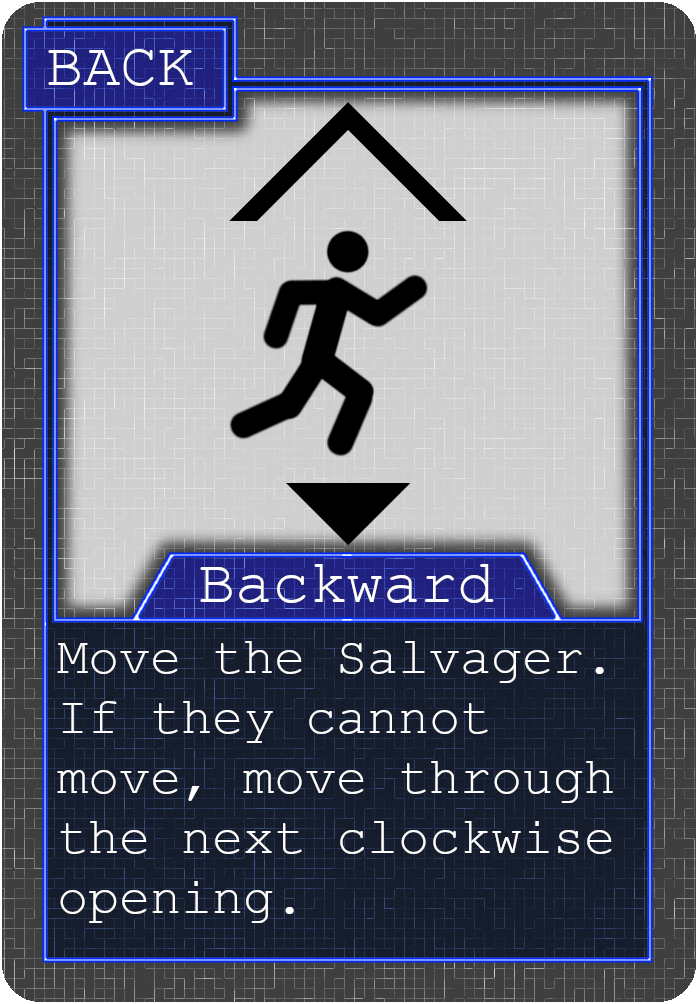 BACK
Backward
Move the Salvager.
If they cannot
move, move through
the next clockwise
opening.